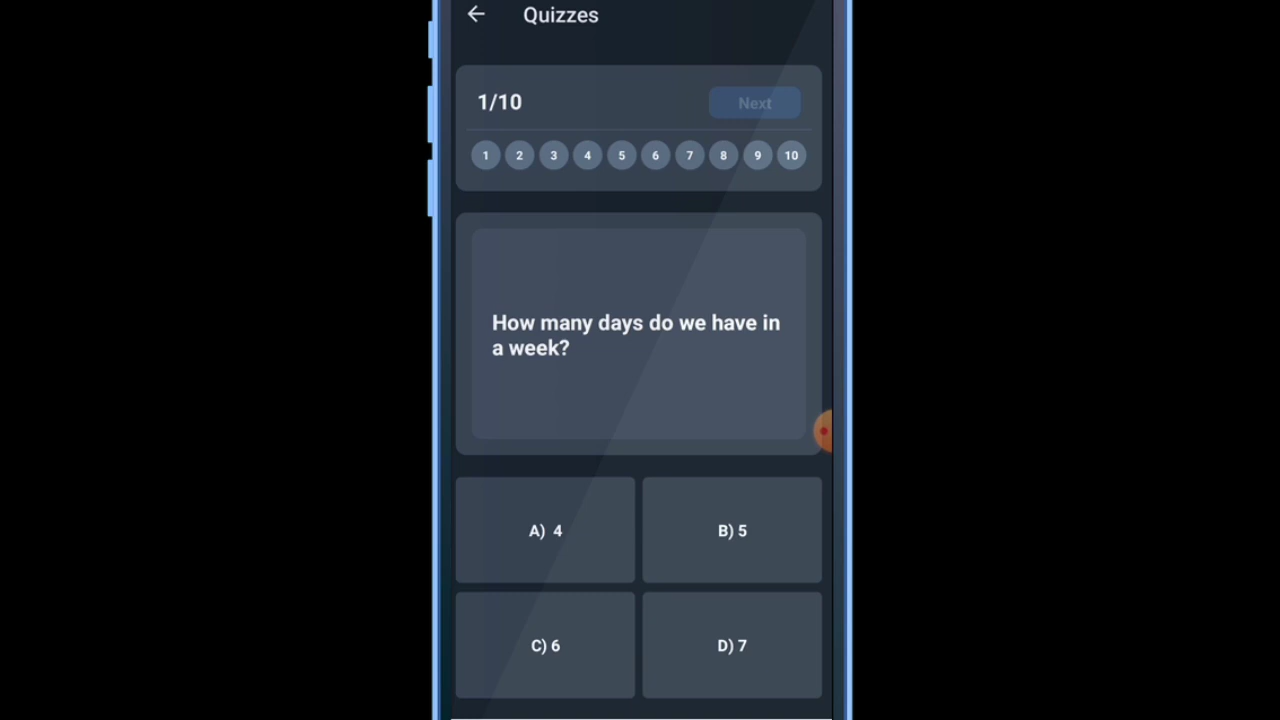 Quizzes
1/10
Next
1 2 3 4 5 6 7 8 9 10
How many days do we have in
a week?
A) 4
B) 5
C) 6
D) 7